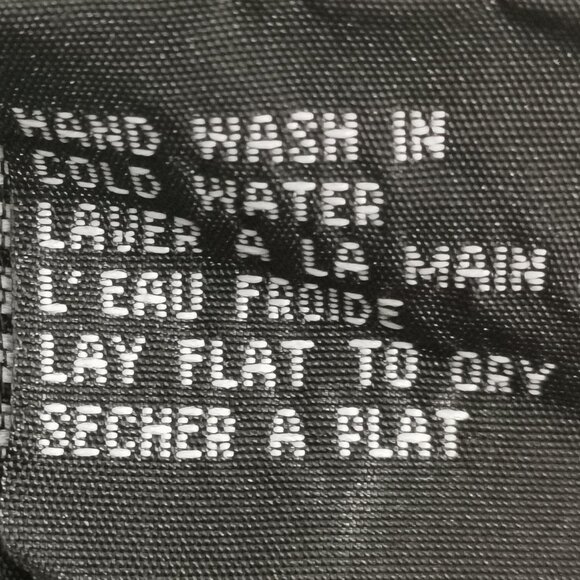 HAND WASH IN
COLD WATER
LAVER A LA MAIN
L'EAU FROIDE
LAY FLAT TO DRY
SECHER A PLAT